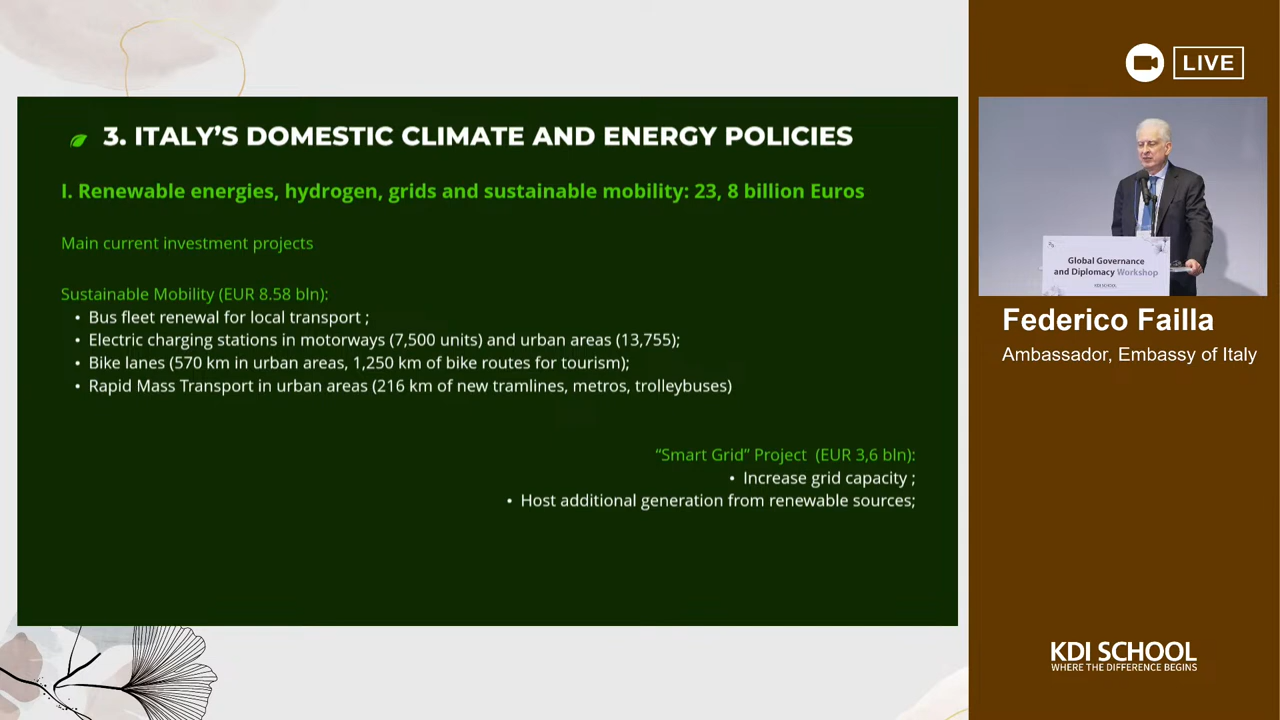 3. ITALY’S DOMESTIC CLIMATE AND ENERGY POLICIES
I. Renewable energies, hydrogen, grids and sustainable mobility: 23, 8 billion Euros
Main current investment projects
Sustainable Mobility (EUR 8.58 bln):
• Bus fleet renewal for local transport ;
• Electric charging stations in motorways (7,500 units) and urban areas (13,755);
• Bike lanes (570 km in urban areas, 1,250 km of bike routes for tourism);
• Rapid Mass Transport in urban areas (216 km of new tramlines, metros, trolleybuses)
“Smart Grid” Project (EUR 3,6 bln):
• Increase grid capacity ;
• Host additional generation from renewable sources;
LIVE
Global Governance
and Diplomacy Workshop
KDI SCHOOL
Federico Failla
Ambassador, Embassy of Italy
KDI SCHOOL
WHERE THE DIFFERENCE BEGINS